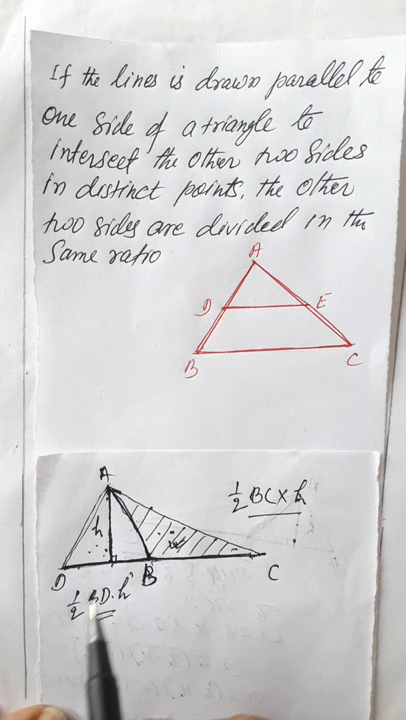 If the lines is drawn parallel to
one side of a triangle to
intersect the other two sides
in distinct points, the other
two sides are divided in the
same ratio
A
D E
B C
A
½ BC × h
h
D B C
½ BD · h